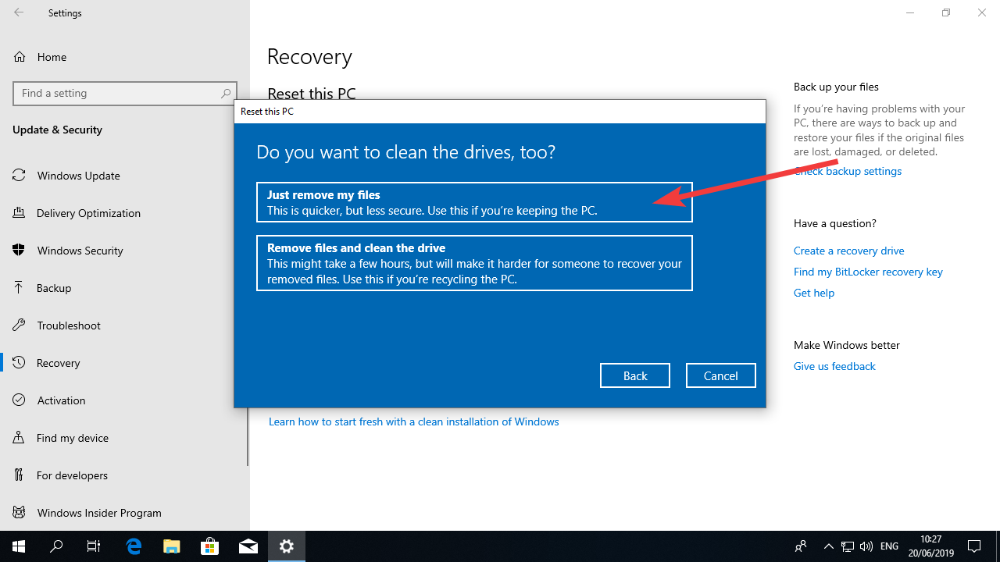 Settings
Home
Find a setting
Update & Security
Windows Update
Delivery Optimization
Windows Security
Backup
Troubleshoot
Recovery
Activation
Find my device
For developers
Windows Insider Program
Recovery
Reset this PC
Reset this PC
Do you want to clean the drives, too?
Just remove my files
This is quicker, but less secure. Use this if you’re keeping the PC.
Remove files and clean the drive
This might take a few hours, but will make it harder for someone to recover your
removed files. Use this if you’re recycling the PC.
Back
Cancel
Learn how to start fresh with a clean installation of Windows
Back up your files
If you’re having problems with your
PC, there are ways to back up and
restore your files if the original files
are lost, damaged, or deleted.
Check backup settings
Have a question?
Create a recovery drive
Find my BitLocker recovery key
Get help
Make Windows better
Give us feedback
ENG
10:27
20/06/2019